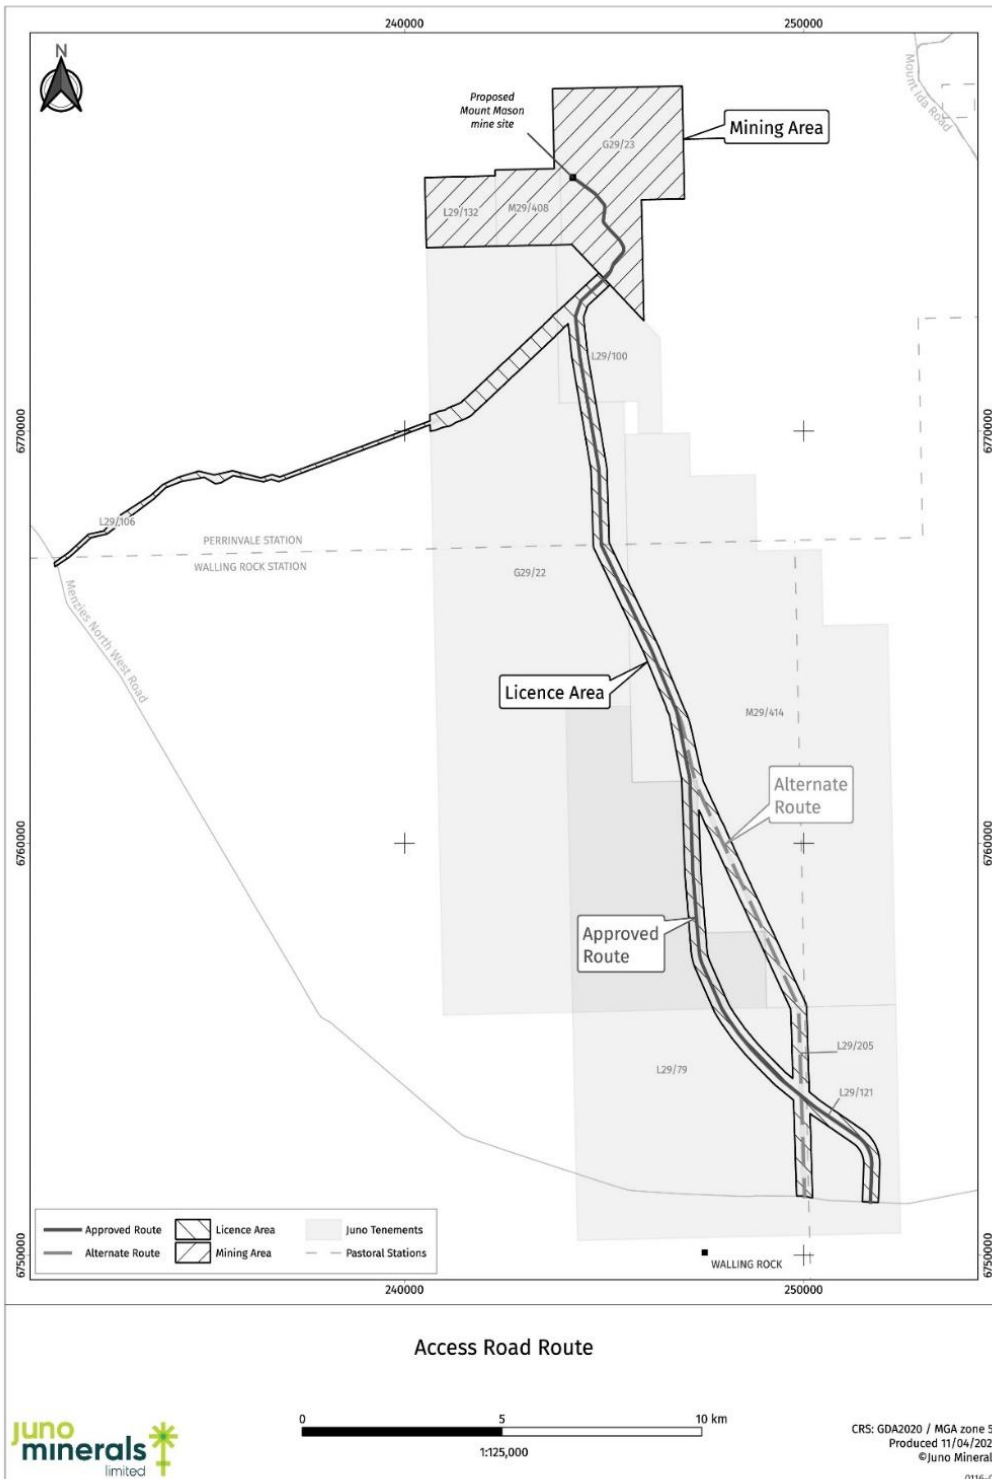 240000
250000
N
Mount Ida Road
Proposed
Mount Mason
mine site
Mining Area
G29/23
L29/132
M29/408
L29/100
6770000
6770000
L29/106
PERRINVALE STATION
WALLING ROCK STATION
G29/22
Menzies North West Road
Licence Area
M29/414
Alternate
Route
6760000
6760000
Approved
Route
L29/205
L29/79
L29/121
Approved Route
Licence Area
Juno Tenements
Alternate Route
Mining Area
Pastoral Stations
6750000
6750000
WALLING ROCK
240000
250000
Access Road Route
0
5
10 km
1:125,000
juno
minerals
limited
CRS: GDA2020 / MGA zone 5
Produced 11/04/202
©Juno Mineral